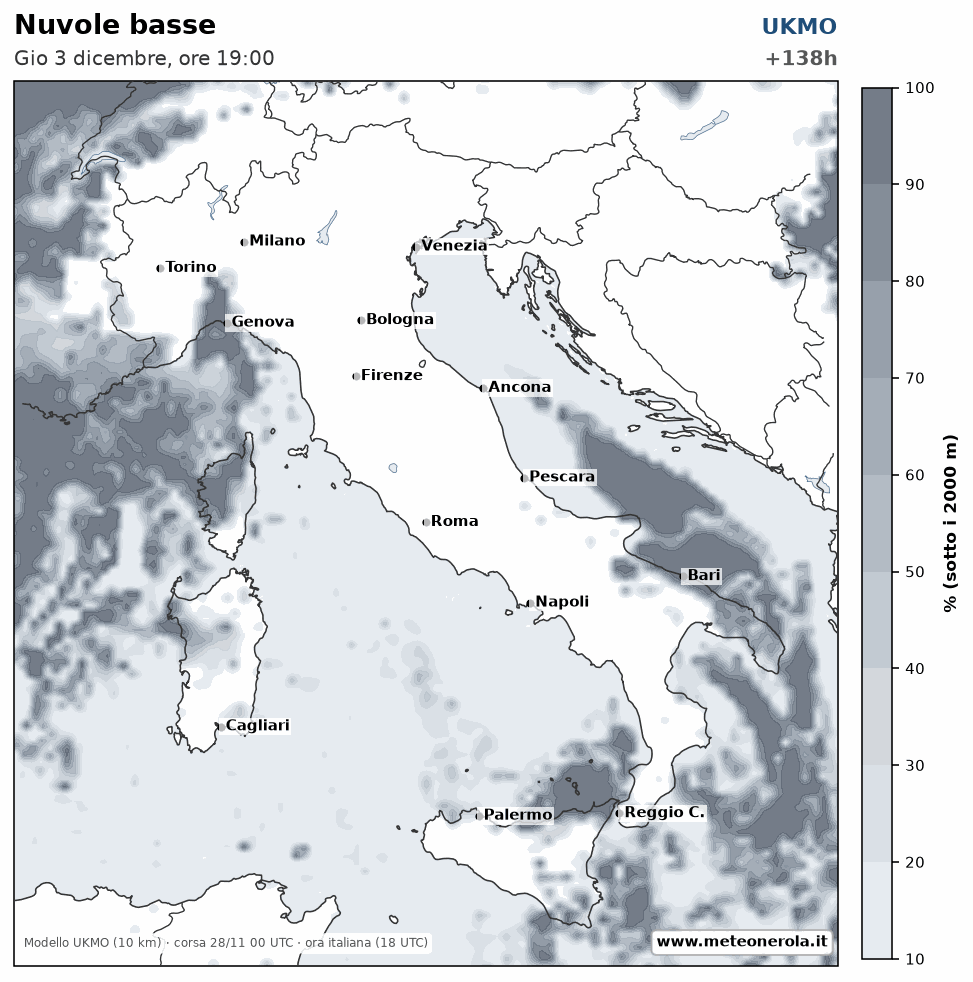 Nuvole basse
UKMO
Gio 3 dicembre, ore 19:00
+138h
100
90
80
70
60
50
40
30
20
10
% (sotto i 2000 m)
Milano
Venezia
Torino
Genova
Bologna
Firenze
Ancona
Pescara
Roma
Bari
Napoli
Cagliari
Palermo
Reggio C.
Modello UKMO (10 km) · corsa 28/11 00 UTC · ora italiana (18 UTC)
www.meteonerola.it